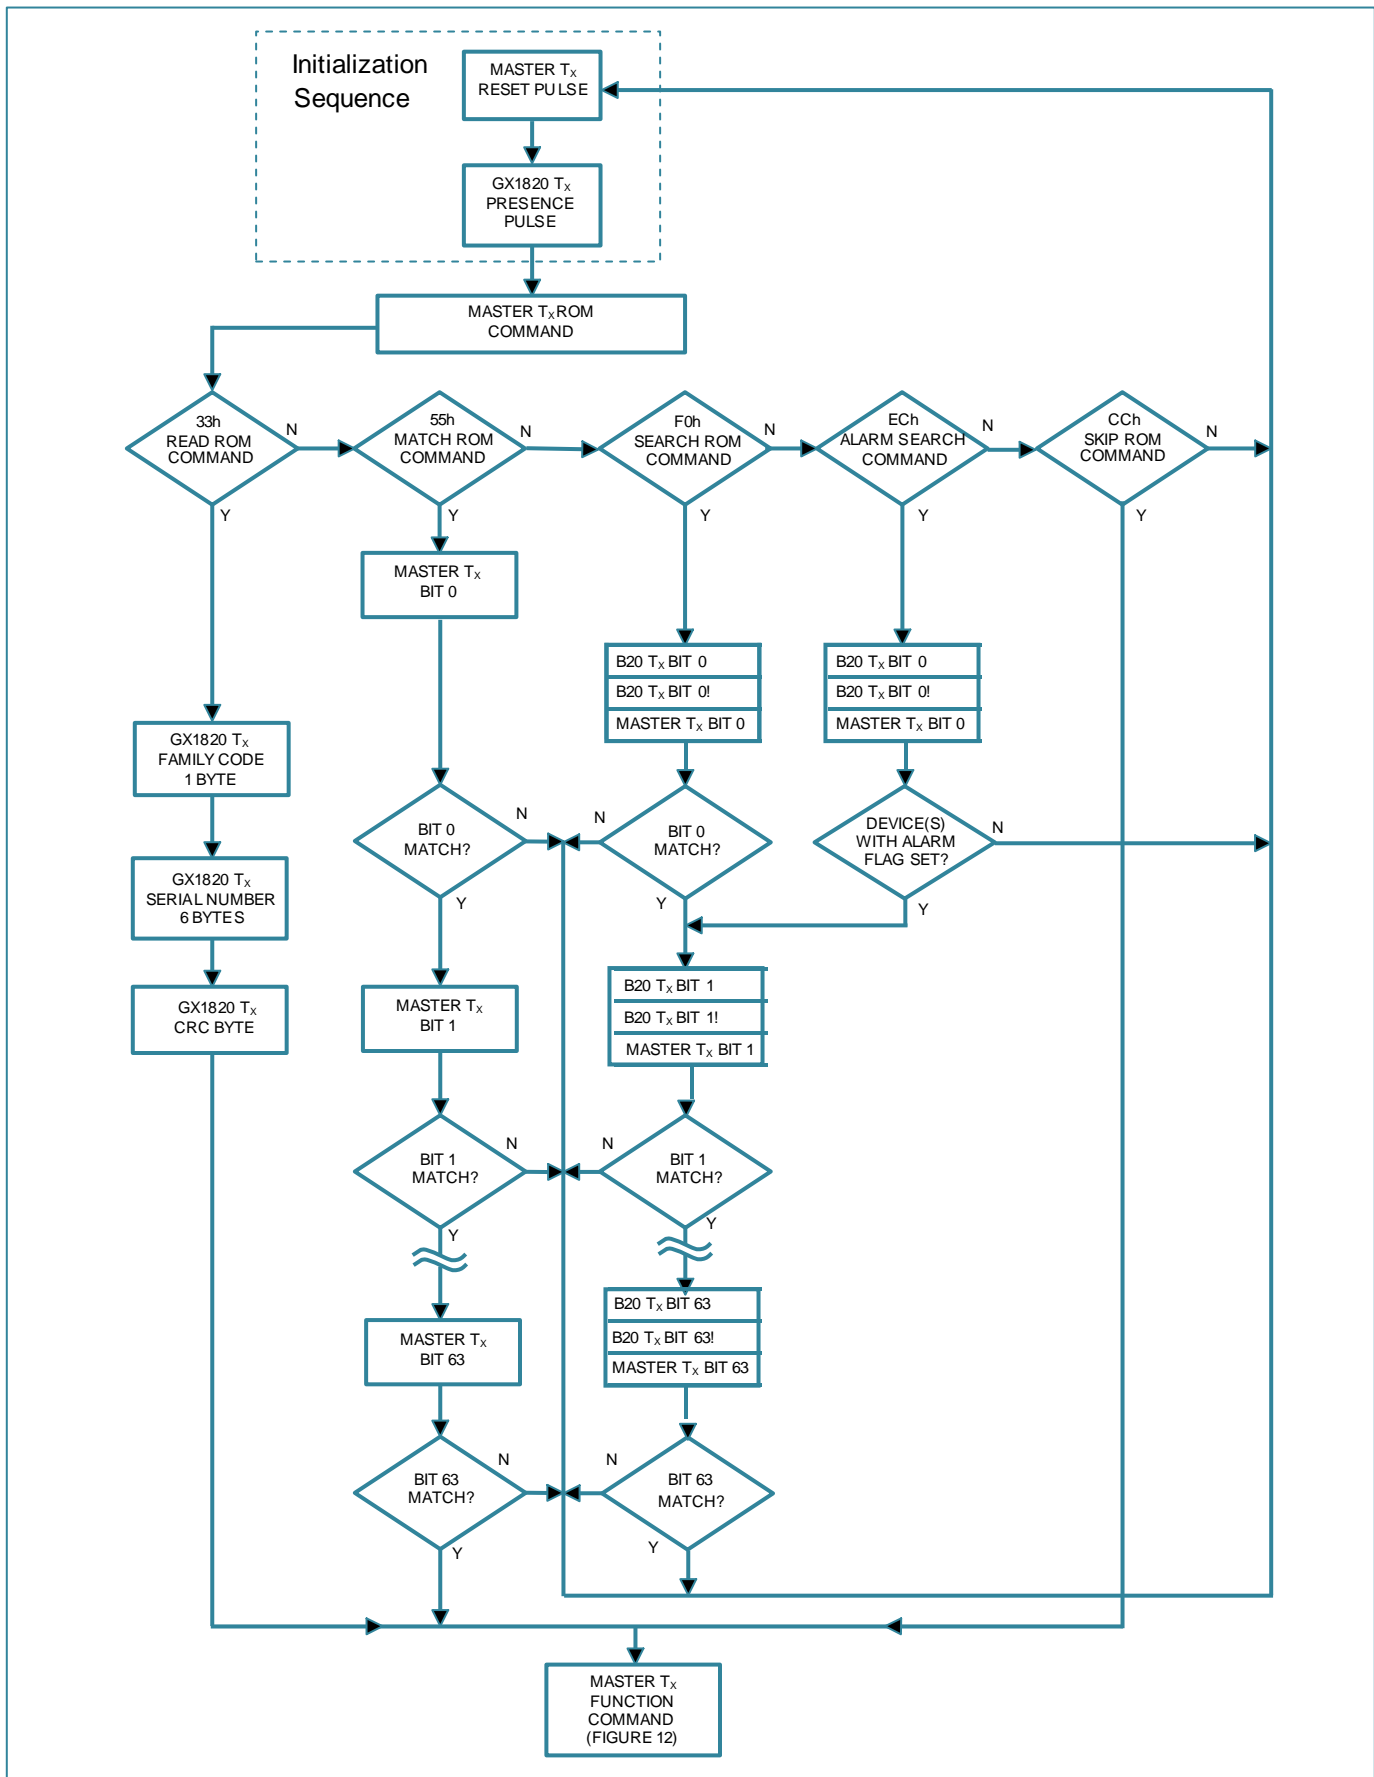 Initialization
Sequence
MASTER TX
RESET PULSE
GX1820 TX
PRESENCE
PULSE
MASTER TX ROM
COMMAND
33h
READ ROM
COMMAND
N
Y
55h
MATCH ROM
COMMAND
N
Y
F0h
SEARCH ROM
COMMAND
N
Y
ECh
ALARM SEARCH
COMMAND
N
Y
CCh
SKIP ROM
COMMAND
N
Y
MASTER TX
BIT 0
B20 TX BIT 0
B20 TX BIT 0!
MASTER TX BIT 0
B20 TX BIT 0
B20 TX BIT 0!
MASTER TX BIT 0
GX1820 TX
FAMILY CODE
1 BYTE
BIT 0
MATCH?
N
Y
N
BIT 0
MATCH?
Y
DEVICE(S)
WITH ALARM
FLAG SET?
N
Y
GX1820 TX
SERIAL NUMBER
6 BYTES
GX1820 TX
CRC BYTE
MASTER TX
BIT 1
B20 TX BIT 1
B20 TX BIT 1!
MASTER TX BIT 1
BIT 1
MATCH?
N
Y
N
BIT 1
MATCH?
Y
MASTER TX
BIT 63
B20 TX BIT 63
B20 TX BIT 63!
MASTER TX BIT 63
BIT 63
MATCH?
N
Y
N
BIT 63
MATCH?
Y
MASTER TX
FUNCTION
COMMAND
(FIGURE 12)